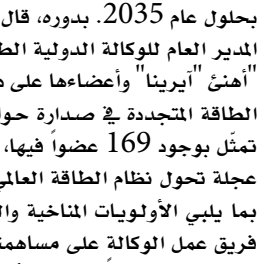 بحلول عام 2035. بدوره، قال
المدير العام للوكالة الدولية
"أهنئ "آيرينا" وأعضاءها على
الطاقة المتجددة في صدارة
تمثّل بوجود 169 عضواً فيها،
عجلة تحول نظام الطاقة
بما يلبي الأولويات المناخية
فريق عمل الوكالة على